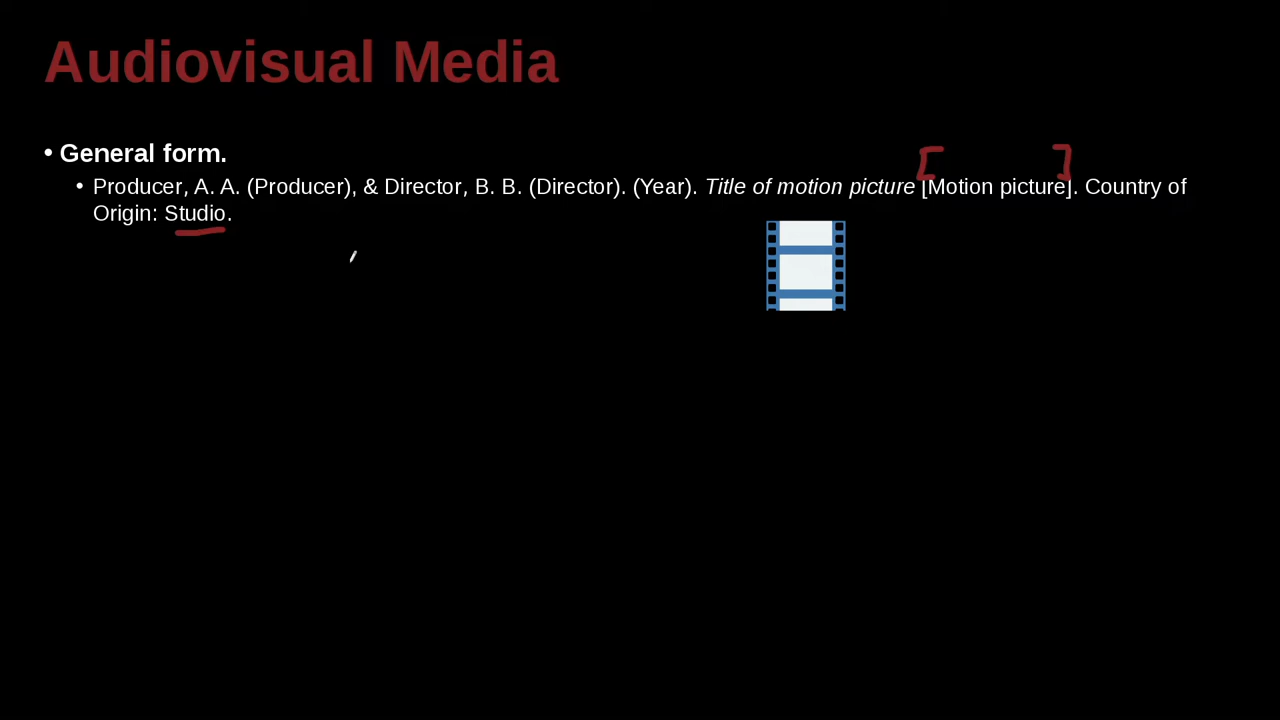 Audiovisual Media
• General form.
• Producer, A. A. (Producer), & Director, B. B. (Director). (Year). Title of motion picture [Motion picture]. Country of
Origin: Studio.